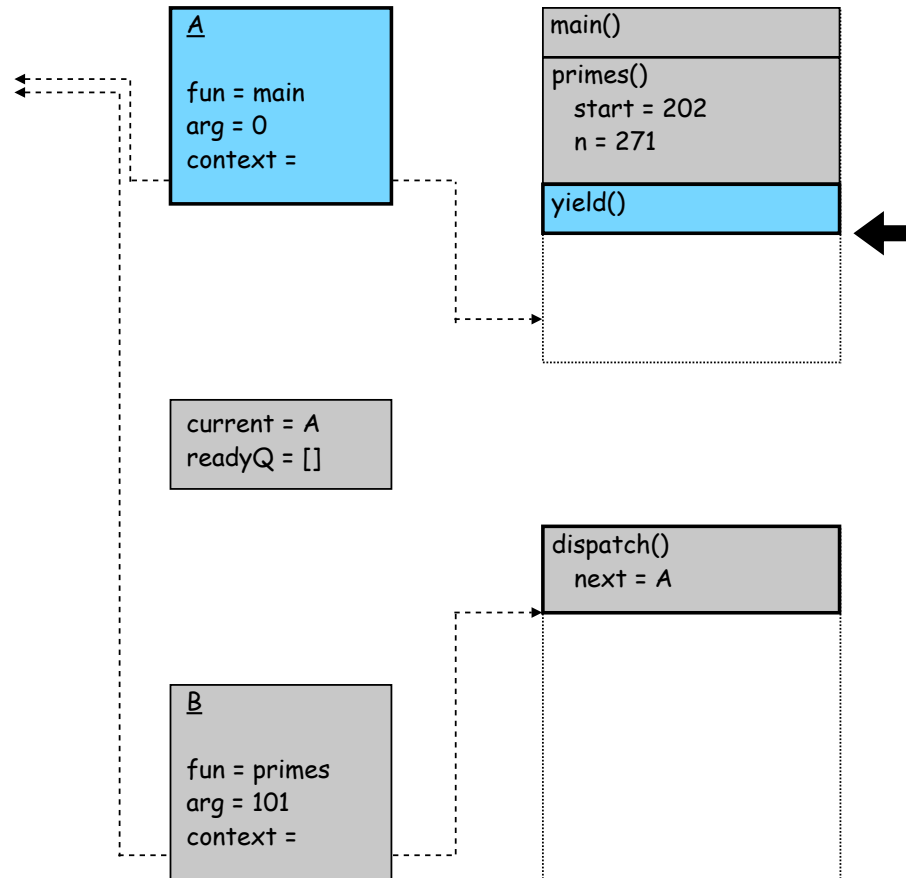 A
fun = main
arg = 0
context =
main()
primes()
start = 202
n = 271
yield()
current = A
readyQ = []
dispatch()
next = A
B
fun = primes
arg = 101
context =